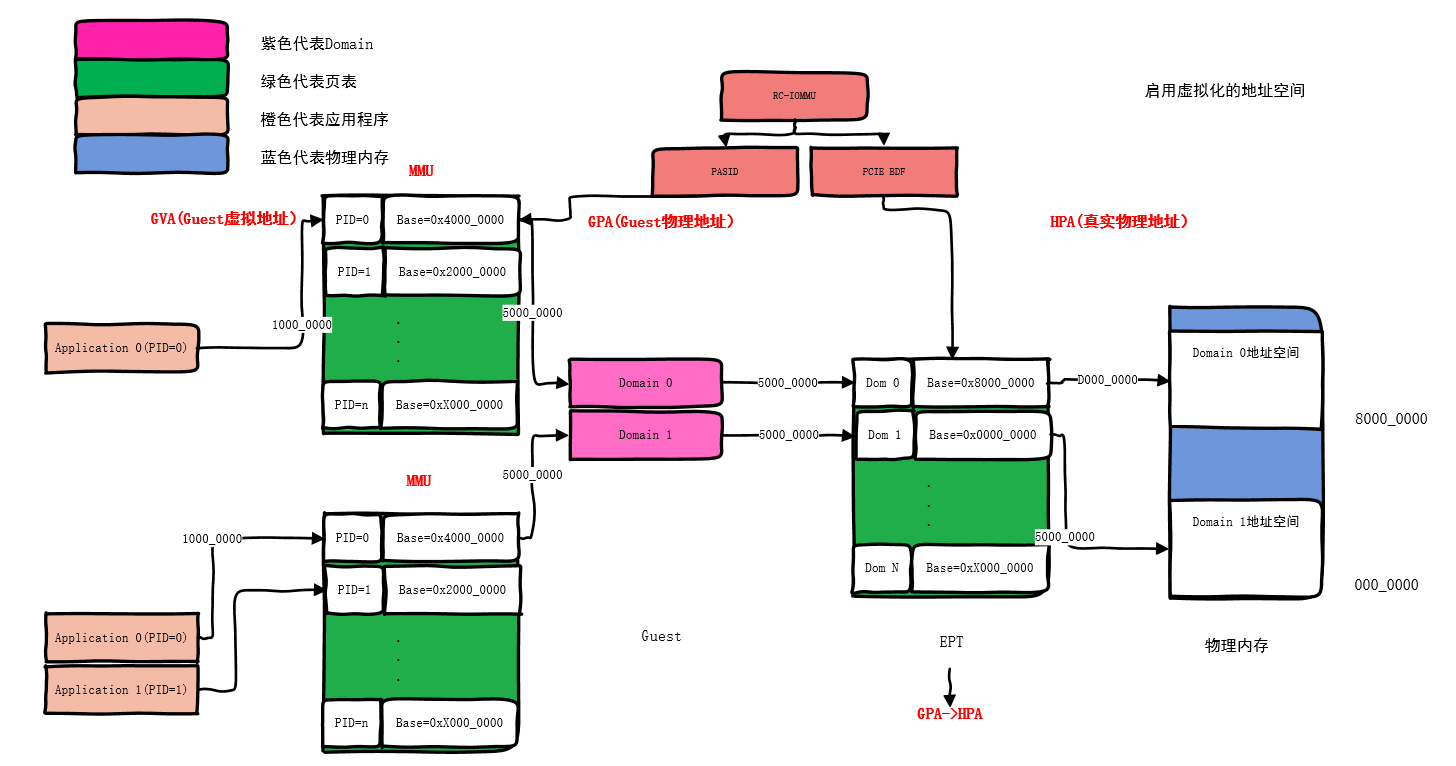 紫色代表Domain
绿色代表页表
橙色代表应用程序
蓝色代表物理内存
启用虚拟化的地址空间
RC-IOMMU
PASID
PCIE BDF
MMU
GVA(Guest虚拟地址)
GPA(Guest物理地址)
HPA(真实物理地址)
PID=0
Base=0x4000_0000
PID=1
Base=0x2000_0000
.
.
.
PID=n
Base=0xX000_0000
Application 0(PID=0)
1000_0000
5000_0000
Domain 0
Domain 1
5000_0000
5000_0000
5000_0000
Dom 0
Base=0x8000_0000
Dom 1
Base=0x0000_0000
.
.
.
Dom N
Base=0xX000_0000
D000_0000
5000_0000
Domain 0地址空间
8000_0000
Domain 1地址空间
000_0000
MMU
1000_0000
PID=0
Base=0x4000_0000
PID=1
Base=0x2000_0000
.
.
.
PID=n
Base=0xX000_0000
Application 0(PID=0)
Application 1(PID=1)
Guest
EPT
物理内存
GPA->HPA